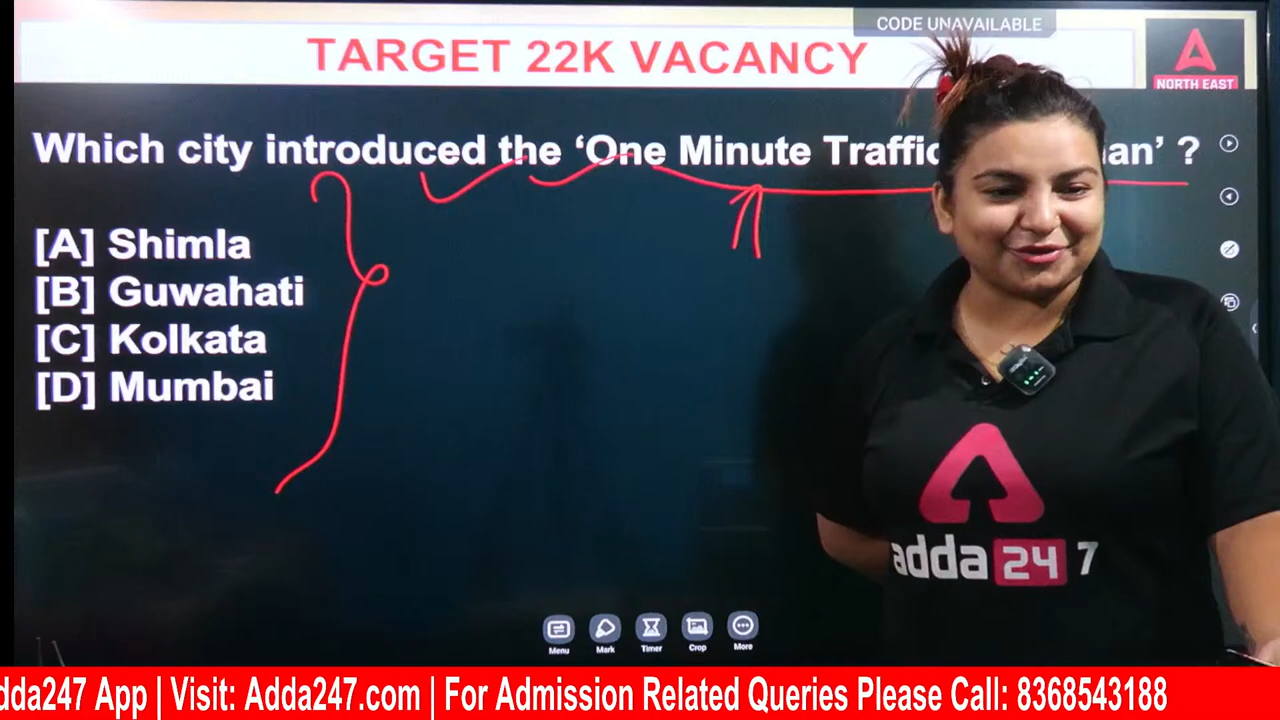 CODE UNAVAILABLE
TARGET 22K VACANCY
NORTH EAST
Which city introduced the ‘One Minute Traffic an’ ?
[A] Shimla
[B] Guwahati
[C] Kolkata
[D] Mumbai
adda 24 7
Menu Mark Timer Crop More
dda247 App | Visit: Adda247.com | For Admission Related Queries Please Call: 8368543188